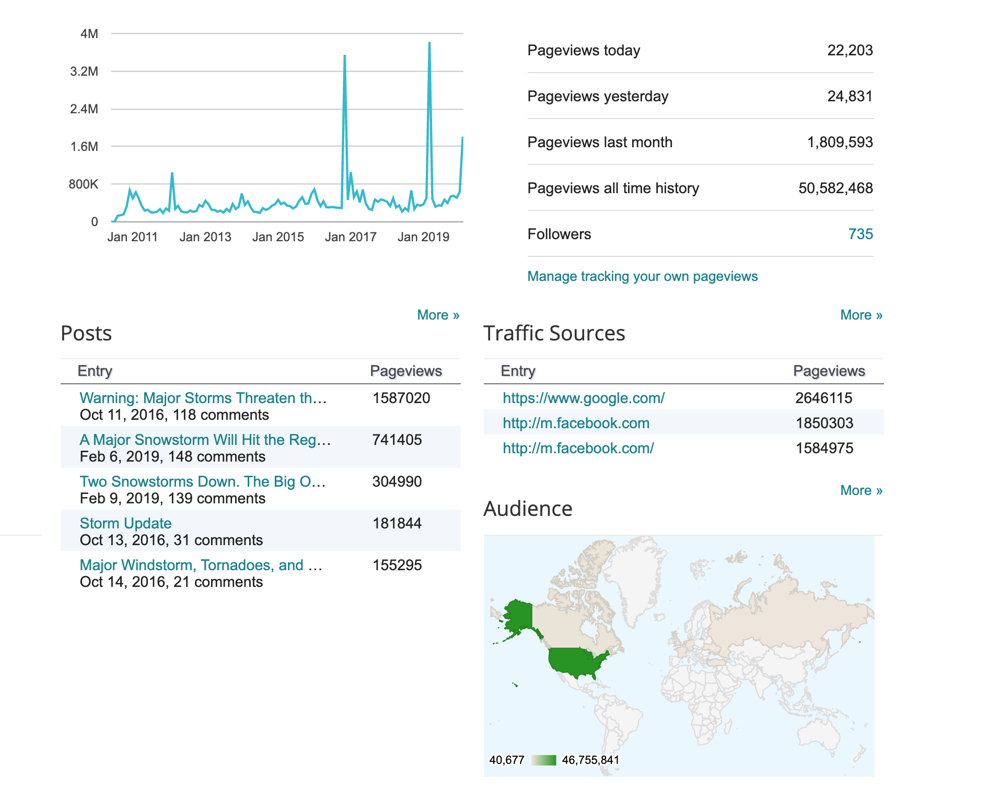 4M
3.2M
2.4M
1.6M
800K
0
Jan 2011 Jan 2013 Jan 2015 Jan 2017 Jan 2019
Pageviews today 22,203
Pageviews yesterday 24,831
Pageviews last month 1,809,593
Pageviews all time history 50,582,468
Followers 735
Manage tracking your own pageviews
More »
Posts
Entry Pageviews
Warning: Major Storms Threaten th… 1587020
Oct 11, 2016, 118 comments
A Major Snowstorm Will Hit the Reg… 741405
Feb 6, 2019, 148 comments
Two Snowstorms Down. The Big O… 304990
Feb 9, 2019, 139 comments
Storm Update 181844
Oct 13, 2016, 31 comments
Major Windstorm, Tornadoes, and … 155295
Oct 14, 2016, 21 comments
More »
Traffic Sources
Entry Pageviews
https://www.google.com/ 2646115
http://m.facebook.com 1850303
http://m.facebook.com/ 1584975
More »
Audience
40,677 46,755,841